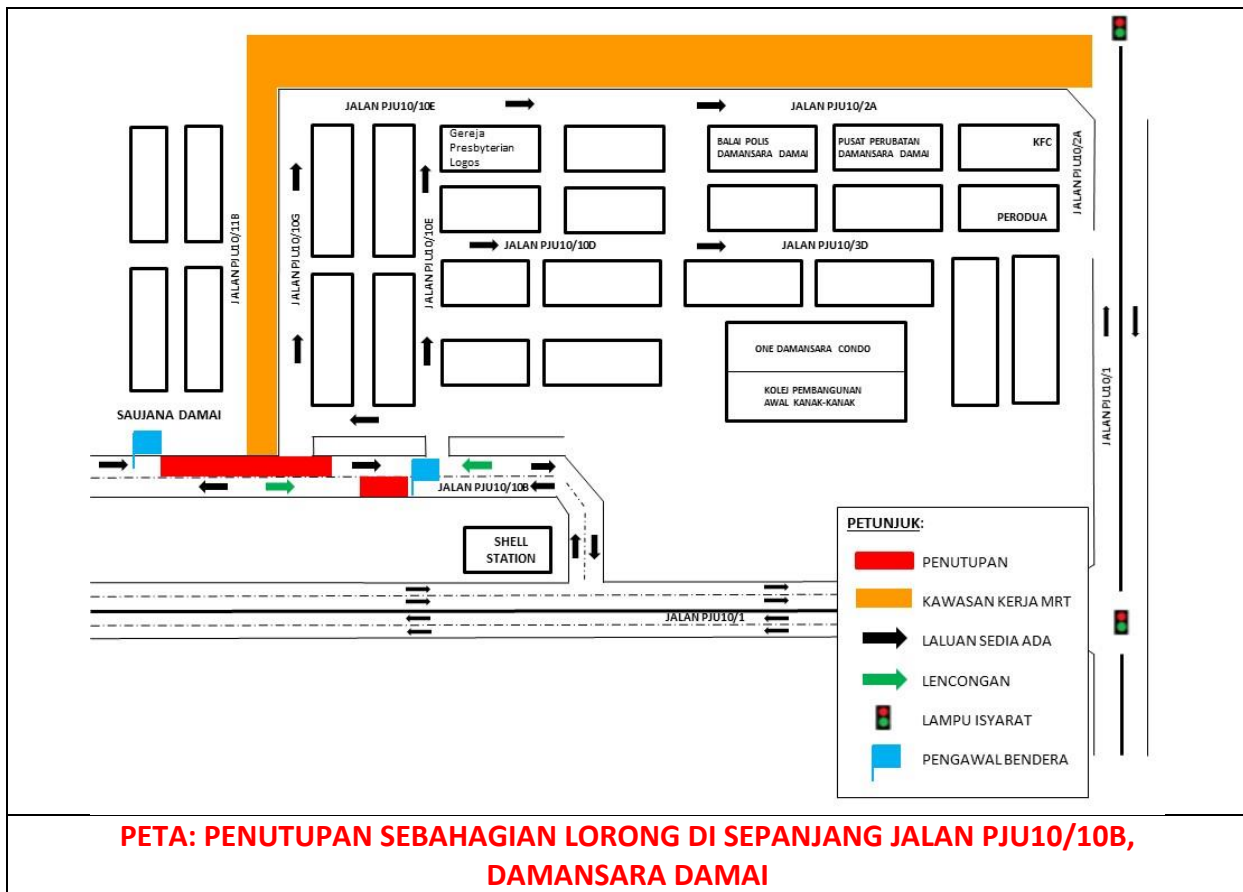 JALAN PJU10/10E
JALAN PJU10/2A
Gereja
Presbyterian
Logos
BALAI POLIS
DAMANSARA DAMAI
PUSAT PERUBATAN
DAMANSARA DAMAI
KFC
JALAN PJU10/2A
PERODUA
JALAN PJU10/11B
JALAN PJU10/10G
JALAN PJU10/10E
JALAN PJU10/10D
JALAN PJU10/3D
ONE DAMANSARA CONDO
KOLEJ PEMBANGUNAN
AWAL KANAK-KANAK
JALAN PJU10/1
SAUJANA DAMAI
JALAN PJU10/10B
SHELL
STATION
JALAN PJU10/1
PETUNJUK:
PENUTUPAN
KAWASAN KERJA MRT
LALUAN SEDIA ADA
LENCONGAN
LAMPU ISYARAT
PENGAWAL BENDERA
PETA: PENUTUPAN SEBAHAGIAN LORONG DI SEPANJANG JALAN PJU10/10B,
DAMANSARA DAMAI